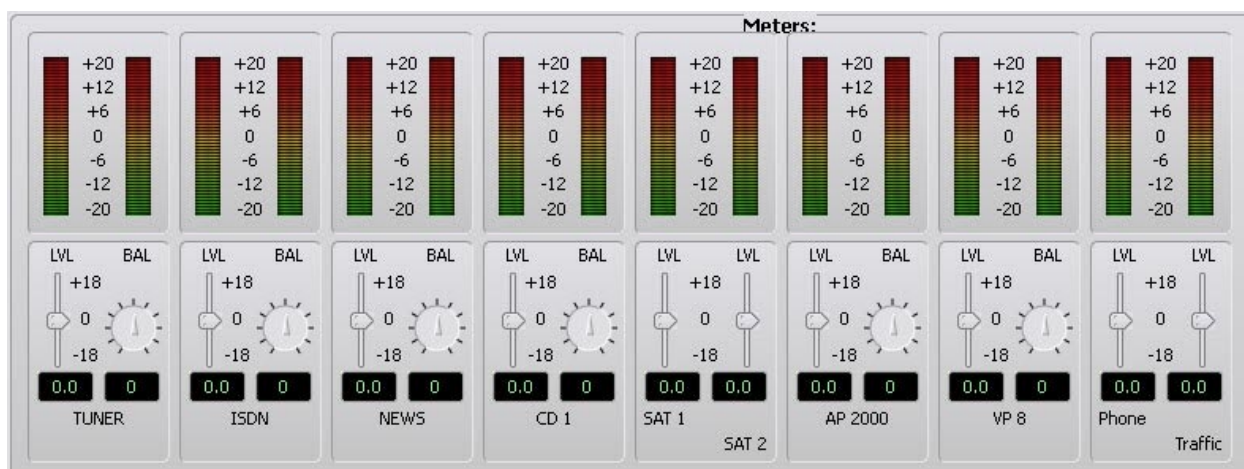 Meters:
+20 +20 +20 +20 +20 +20 +20 +20
+12 +12 +12 +12 +12 +12 +12 +12
+6 +6 +6 +6 +6 +6 +6 +6
0 0 0 0 0 0 0 0
-6 -6 -6 -6 -6 -6 -6 -6
-12 -12 -12 -12 -12 -12 -12 -12
-20 -20 -20 -20 -20 -20 -20 -20
LVL BAL LVL BAL LVL BAL LVL BAL LVL LVL LVL BAL LVL BAL LVL LVL
+18 +18 +18 +18 +18 +18 +18 +18
0 0 0 0 0 0 0 0
-18 -18 -18 -18 -18 -18 -18 -18
0.0 0 0.0 0 0.0 0 0.0 0 0.0 0.0 0.0 0 0.0 0 0.0 0.0
TUNER ISDN NEWS CD 1 SAT 1 AP 2000 VP 8 Phone
SAT 2 Traffic